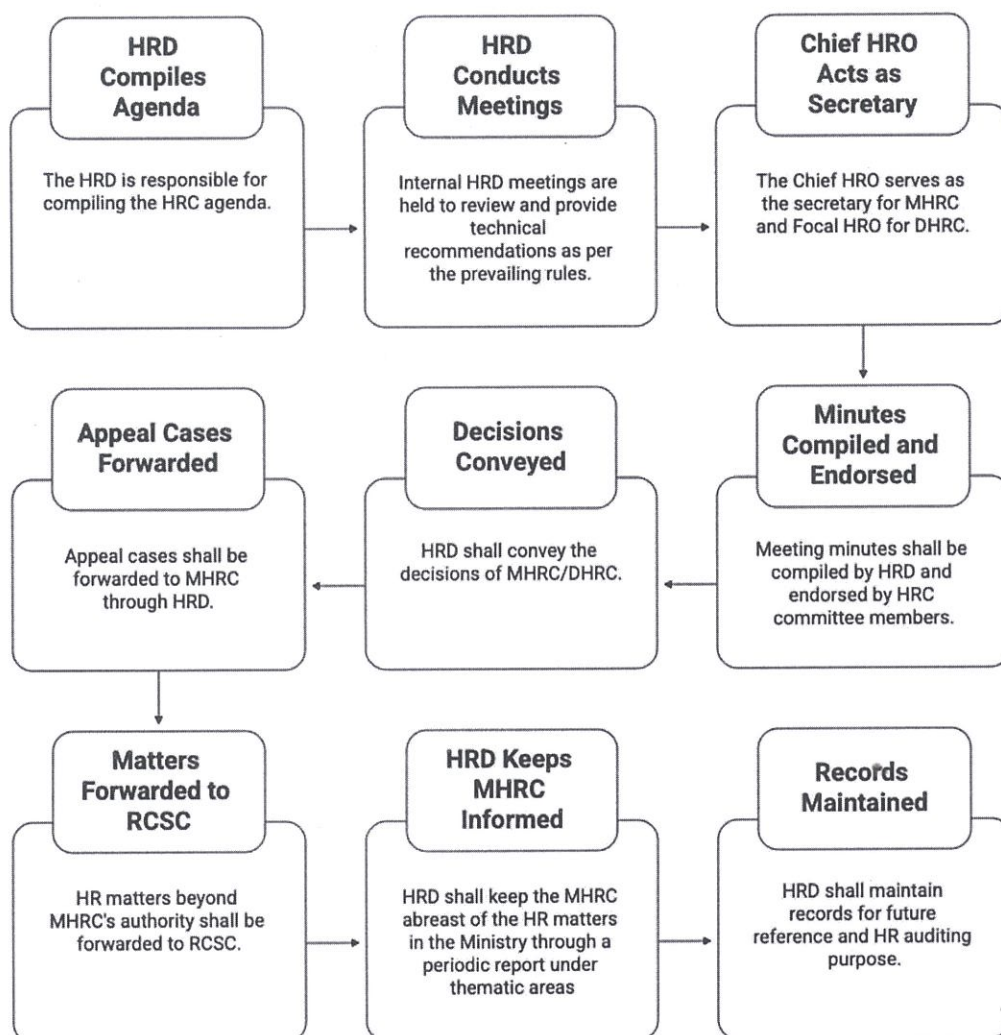 HRD
Compiles
Agenda
The HRD is responsible for
compiling the HRC agenda.
HRD
Conducts
Meetings
Internal HRD meetings are
held to review and provide
technical
recommendations as per
the prevailing rules.
Chief HRO
Acts as
Secretary
The Chief HRO serves as
the secretary for MHRC
and Focal HRO for DHRC.
Minutes
Compiled and
Endorsed
Meeting minutes shall be
compiled by HRD and
endorsed by HRC
committee members.
Decisions
Conveyed
HRD shall convey the
decisions of MHRC/DHRC.
Appeal Cases
Forwarded
Appeal cases shall be
forwarded to MHRC
through HRD.
Matters
Forwarded to
RCSC
HR matters beyond
MHRC's authority shall be
forwarded to RCSC.
HRD Keeps
MHRC
Informed
HRD shall keep the MHRC
abreast of the HR matters
in the Ministry through a
periodic report under
thematic areas
Records
Maintained
HRD shall maintain
records for future
reference and HR auditing
purpose.